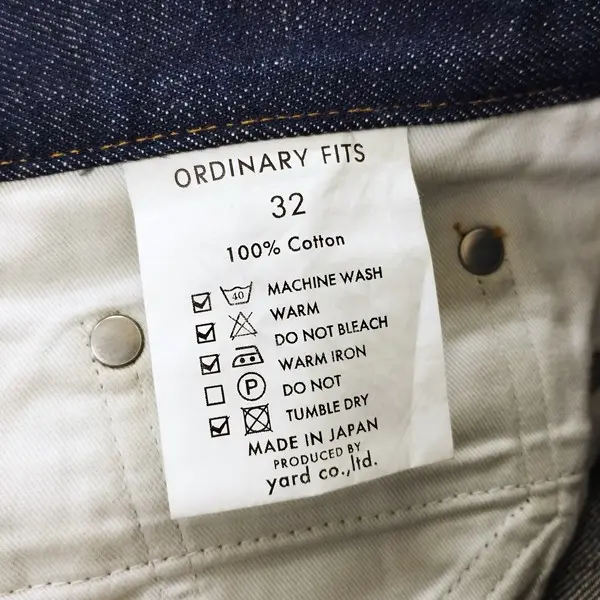 ORDINARY FITS
32
100% Cotton
40 MACHINE WASH
WARM
DO NOT BLEACH
WARM IRON
P DO NOT
TUMBLE DRY
MADE IN JAPAN
PRODUCED BY
yard co.,ltd.